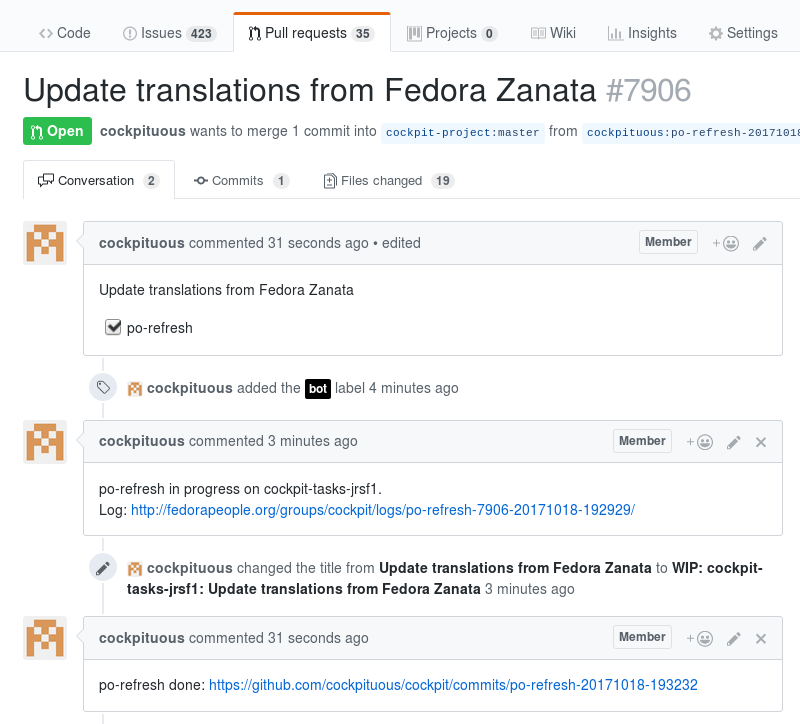 Code Issues 423 Pull requests 35 Projects 0 Wiki Insights Settings
Update translations from Fedora Zanata #7906
Open cockpituous wants to merge 1 commit into cockpit-project:master from cockpituous:po-refresh-20171018
Conversation 2 Commits 1 Files changed 19
cockpituous commented 31 seconds ago • edited Member +
Update translations from Fedora Zanata
po-refresh
cockpituous added the bot label 4 minutes ago
cockpituous commented 3 minutes ago Member +
po-refresh in progress on cockpit-tasks-jrsf1.
Log: http://fedorapeople.org/groups/cockpit/logs/po-refresh-7906-20171018-192929/
cockpituous changed the title from Update translations from Fedora Zanata to WIP: cockpit-
tasks-jrsf1: Update translations from Fedora Zanata 3 minutes ago
cockpituous commented 31 seconds ago Member +
po-refresh done: https://github.com/cockpituous/cockpit/commits/po-refresh-20171018-193232